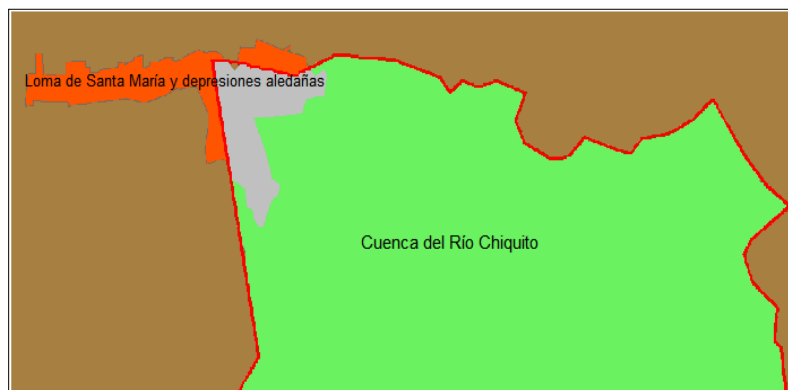 Loma de Santa María y depresiones aledañas
Cuenca del Río Chiquito